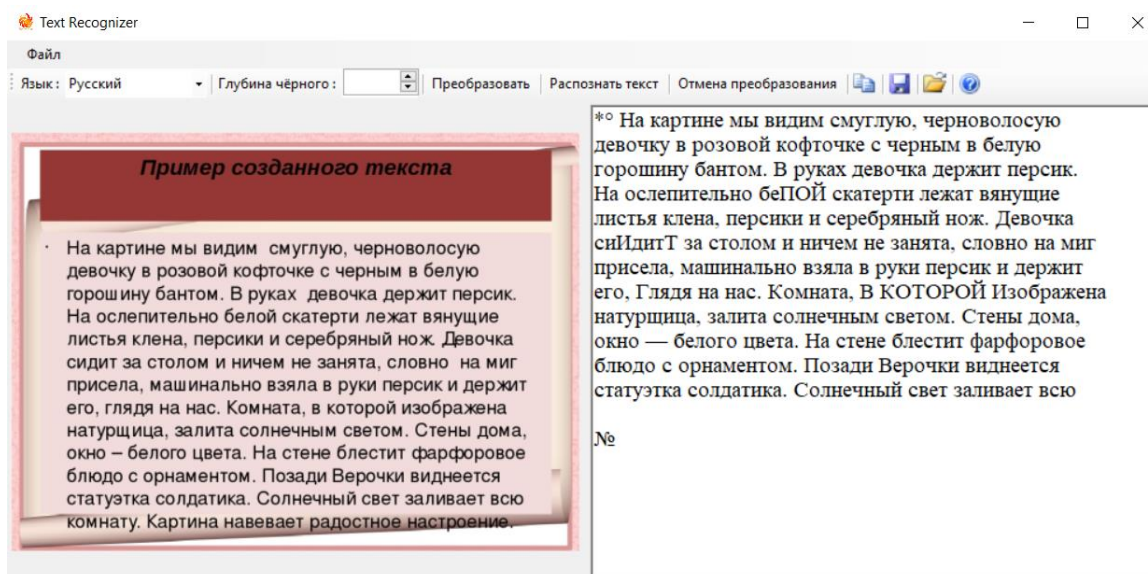 Text Recognizer
Файл
Язык: Русский Глубина чёрного: Преобразовать Распознать текст Отмена преобразования
Пример созданного текста
· На картине мы видим смуглую, черноволосую
девочку в розовой кофточке с черным в белую
горошину бантом. В руках девочка держит персик.
На ослепительно белой скатерти лежат вянущие
листья клена, персики и серебряный нож. Девочка
сидит за столом и ничем не занята, словно на миг
присела, машинально взяла в руки персик и держит
его, глядя на нас. Комната, в которой изображена
натурщица, залита солнечным светом. Стены дома,
окно – белого цвета. На стене блестит фарфоровое
блюдо с орнаментом. Позади Верочки виднеется
статуэтка солдатика. Солнечный свет заливает всю
комнату. Картина навевает радостное настроение.
*° На картине мы видим смуглую, черноволосую
девочку в розовой кофточке с черным в белую
горошину бантом. В руках девочка держит персик.
На ослепительно беПОЙ скатерти лежат вянущие
листья клена, персики и серебряный нож. Девочка
сиИдитТ за столом и ничем не занята, словно на миг
присела, машинально взяла в руки персик и держит
его, Глядя на нас. Комната, В КОТОРОЙ Изображена
натурщица, залита солнечным светом. Стены дома,
окно — белого цвета. На стене блестит фарфоровое
блюдо с орнаментом. Позади Верочки виднеется
статуэтка солдатика. Солнечный свет заливает всю
№